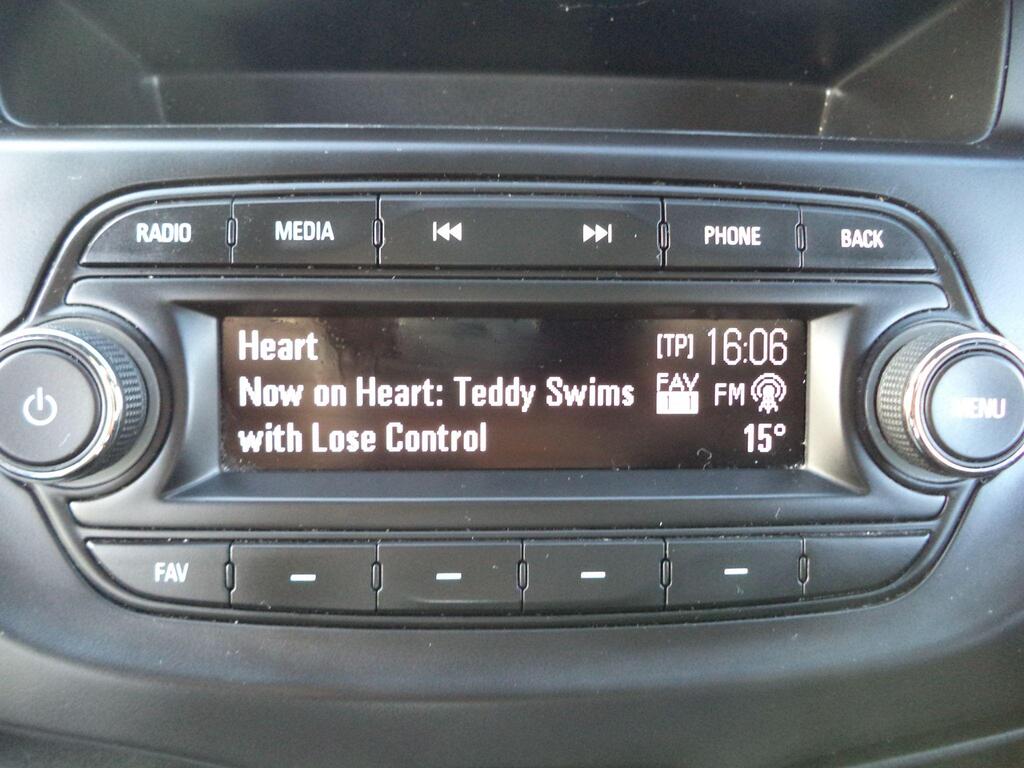 RADIO MEDIA PHONE BACK
Heart [TP] 16:06
Now on Heart: Teddy Swims FAV FM
with Lose Control 15°
MENU
FAV